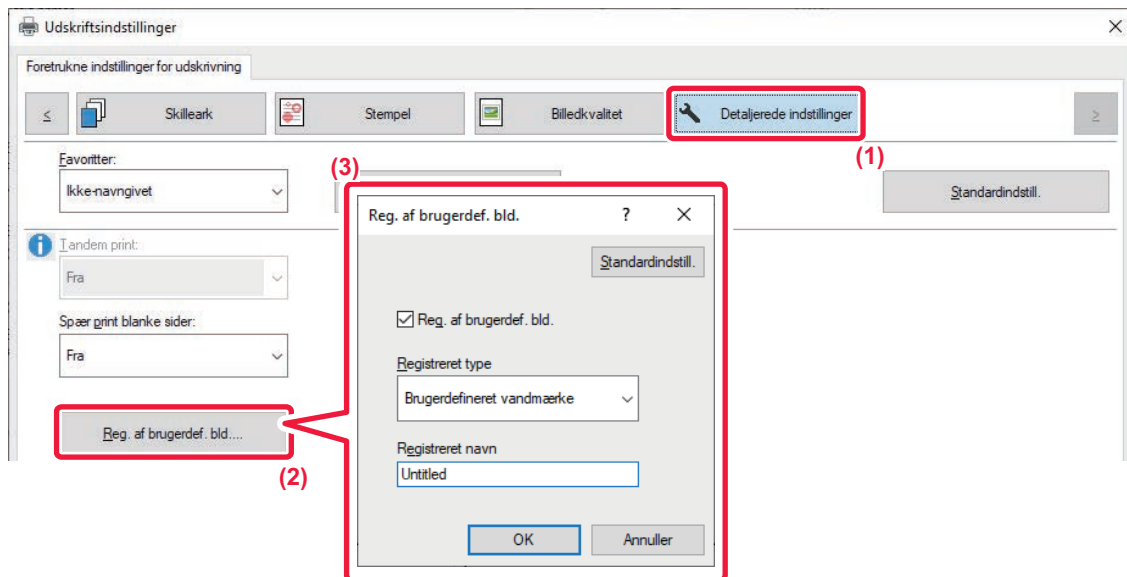 Udskriftsindstillinger
Foretrukne indstillinger for udskrivning
≤ Skilleark Stempel Billedkvalitet Detaljerede indstillinger ≥
(1)
Favoritter:
(3)
Ikke-navngivet
Standardindstill.
Reg. af brugerdef. bld. ?
Tandem print:
Standardindstill.
Fra
Spær print blanke sider:
Reg. af brugerdef. bld.
Fra
Registreret type
Brugerdefineret vandmærke
Reg. af brugerdef. bld....
Registreret navn
(2)
Untitled
OK Annuller